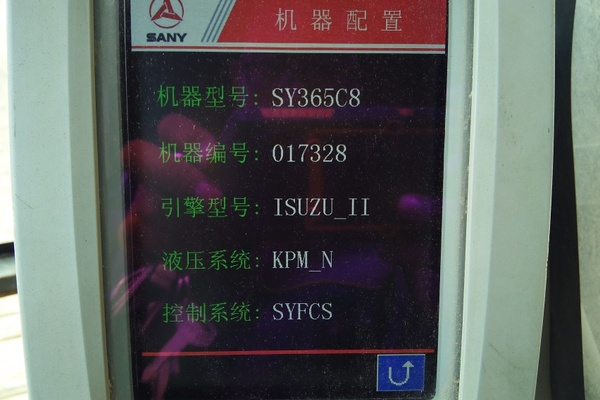 SANY
机器配置
机器型号: SY365C8
机器编号: 017328
引擎型号: ISUZU_II
液压系统: KPM_N
控制系统: SYFCS